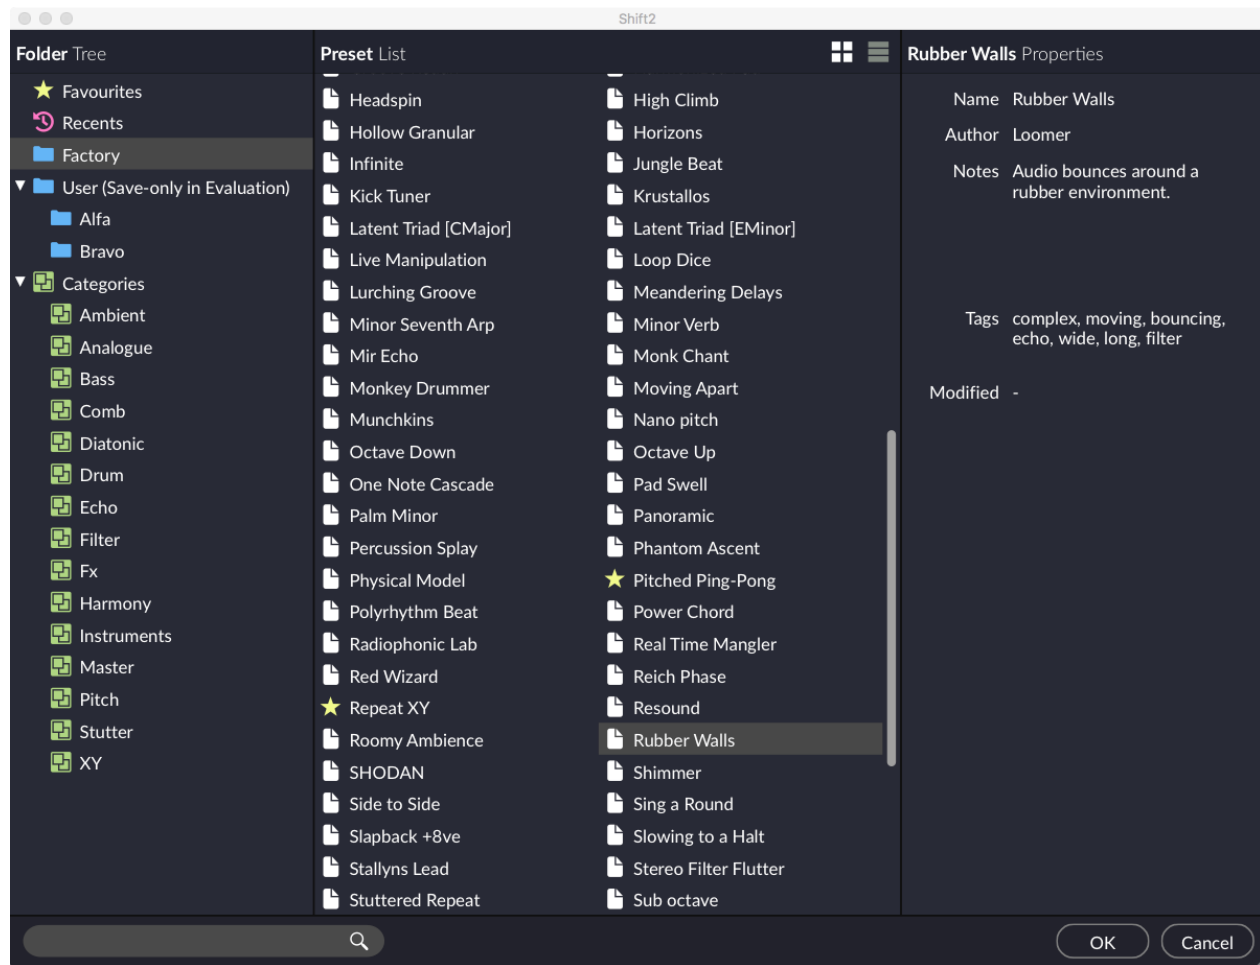 Shift2
Folder Tree
Favourites
Recents
Factory
User (Save-only in Evaluation)
Alfa
Bravo
Categories
Ambient
Analogue
Bass
Comb
Diatonic
Drum
Echo
Filter
Fx
Harmony
Instruments
Master
Pitch
Stutter
XY
Preset List
Headspin
High Climb
Hollow Granular
Horizons
Infinite
Jungle Beat
Kick Tuner
Krustallos
Latent Triad [CMajor]
Latent Triad [EMinor]
Live Manipulation
Loop Dice
Lurching Groove
Meandering Delays
Minor Seventh Arp
Minor Verb
Mir Echo
Monk Chant
Monkey Drummer
Moving Apart
Munchkins
Nano pitch
Octave Down
Octave Up
One Note Cascade
Pad Swell
Palm Minor
Panoramic
Percussion Splay
Phantom Ascent
Physical Model
Pitched Ping-Pong
Polyrhythm Beat
Power Chord
Radiophonic Lab
Real Time Mangler
Red Wizard
Reich Phase
Repeat XY
Resound
Roomy Ambience
Rubber Walls
SHODAN
Shimmer
Side to Side
Sing a Round
Slapback +8ve
Slowing to a Halt
Stallyns Lead
Stereo Filter Flutter
Stuttered Repeat
Sub octave
Rubber Walls Properties
Name Rubber Walls
Author Loomer
Notes Audio bounces around a
rubber environment.
Tags complex, moving, bouncing,
echo, wide, long, filter
Modified -
OK
Cancel